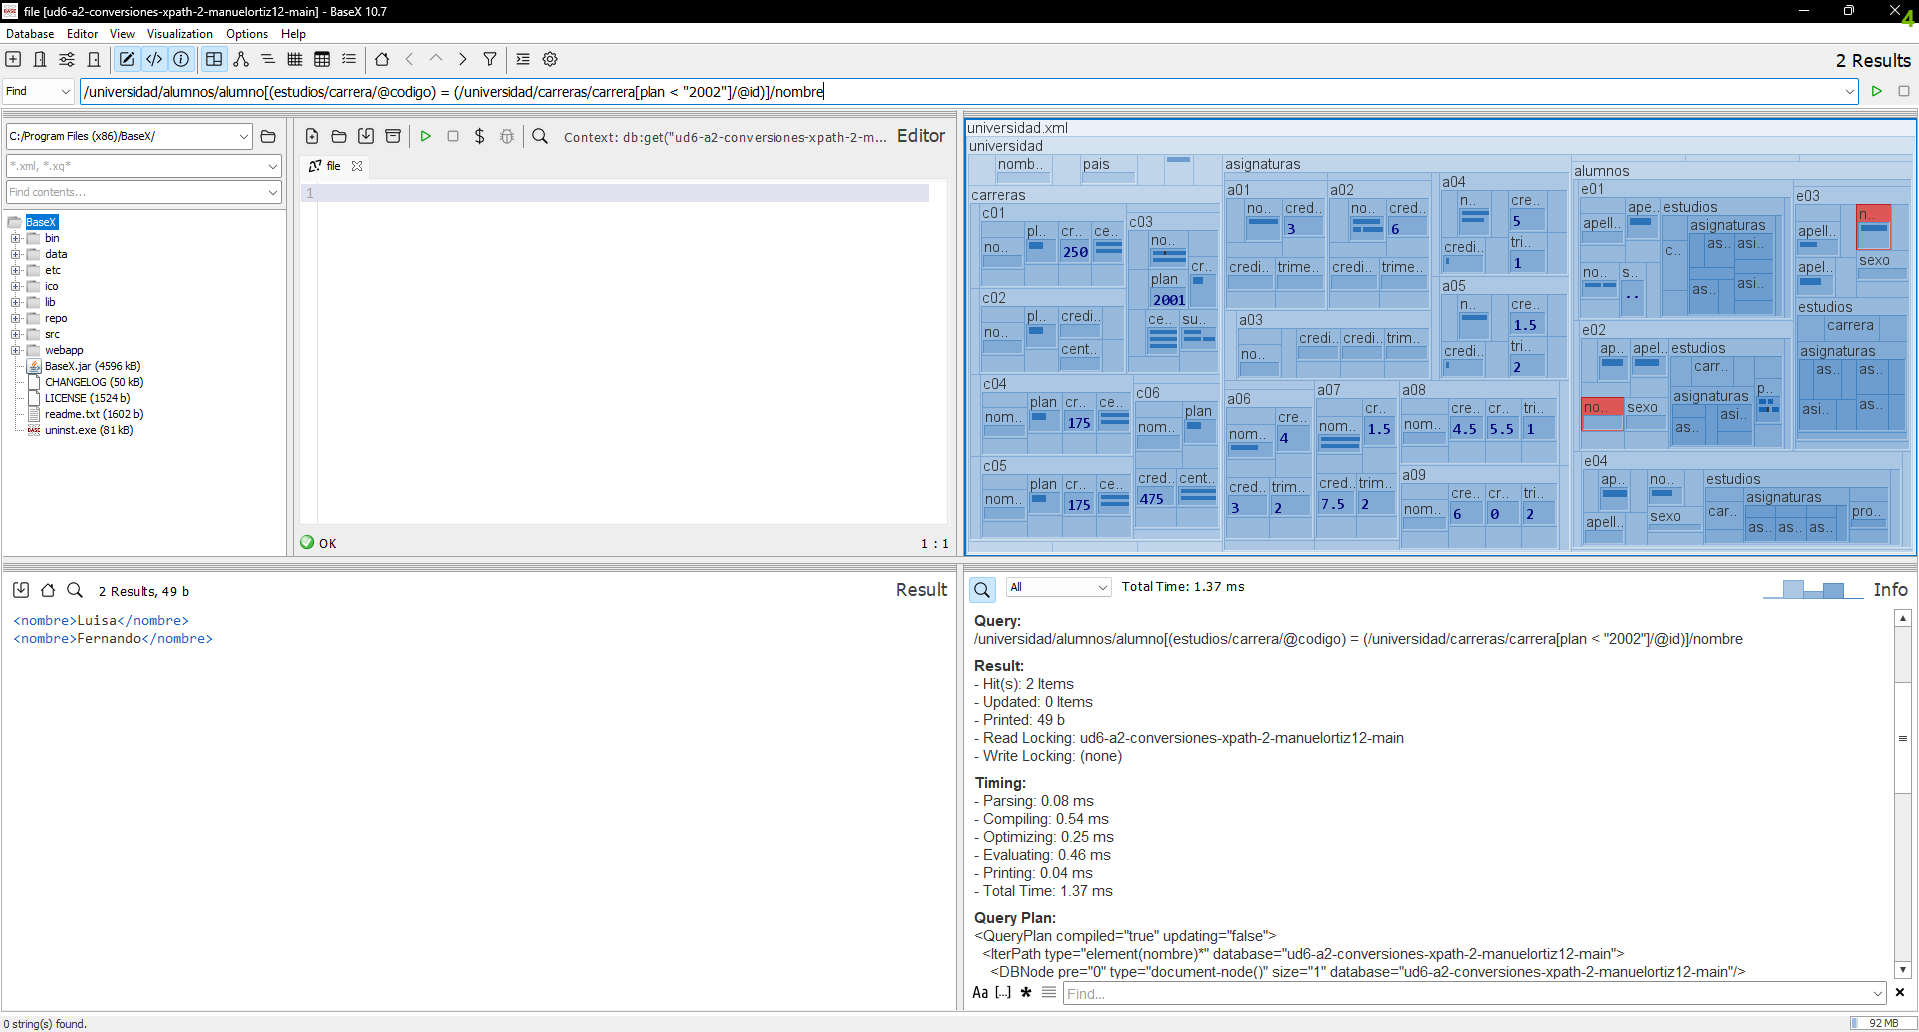 file [ud6-a2-conversiones-xpath-2-manuelortiz12-main] - BaseX 10.7
4
Database Editor View Visualization Options Help
2 Results
Find
/universidad/alumnos/alumno[(estudios/carrera/@codigo) = (/universidad/carreras/carrera[plan < "2002"]/@id)]/nombre
C:/Program Files (x86)/BaseX/
*.xml, *.xq*
Find contents...
BaseX
bin
data
etc
ico
lib
repo
src
webapp
BaseX.jar (4596 kB)
CHANGELOG (50 kB)
LICENSE (1524 b)
readme.txt (1602 b)
uninst.exe (81 kB)
Context: db:get("ud6-a2-conversiones-xpath-2-m...
Editor
file
1
OK
1 : 1
universidad.xml
universidad
nomb.. pais
carreras
c01
no.. pl.. cr.. ce..
250
c02
no.. pl.. credi..
cent..
c03
no..
plan cr..
2001
ce.. su..
c04
nom.. plan cr.. ce..
175
c05
nom.. plan cr.. ce..
175
c06
nom.. plan
cred.. cent..
475
asignaturas
a01
no.. cred..
3
credi.. trime..
a02
no.. cred..
6
credi.. trime..
a03
no.. credi.. credi.. trim..
a04
n.. cre..
5
credi.. tri..
1
a05
n.. cre..
1.5
credi.. tri..
2
a06
nom.. cre..
4
cred.. trim..
3 2
a07
nom.. cr..
1.5
cred.. trim..
7.5 2
a08
nom.. cre.. cr.. tri..
4.5 5.5 1
a09
nom.. cre.. cr.. tri..
6 0 2
alumnos
e01
apell.. ape.. estudios
asignaturas
c.. as.. asi..
no.. s.. as.. asi..
..
e02
ap.. apel.. estudios
carr..
no.. sexo asignaturas p..
as.. asi..
e03
apell.. n..
apel.. sexo
estudios
carrera
asignaturas
as.. as..
asi.. as..
e04
ap.. no.. estudios
asignaturas
apell.. sexo car.. as.. as.. as.. pro..
2 Results, 49 b
Result
<nombre>Luisa</nombre>
<nombre>Fernando</nombre>
All
Total Time: 1.37 ms
Info
Query:
/universidad/alumnos/alumno[(estudios/carrera/@codigo) = (/universidad/carreras/carrera[plan < "2002"]/@id)]/nombre
Result:
- Hit(s): 2 Items
- Updated: 0 Items
- Printed: 49 b
- Read Locking: ud6-a2-conversiones-xpath-2-manuelortiz12-main
- Write Locking: (none)
Timing:
- Parsing: 0.08 ms
- Compiling: 0.54 ms
- Optimizing: 0.25 ms
- Evaluating: 0.46 ms
- Printing: 0.04 ms
- Total Time: 1.37 ms
Query Plan:
<QueryPlan compiled="true" updating="false">
<IterPath type="element(nombre)*" database="ud6-a2-conversiones-xpath-2-manuelortiz12-main">
<DBNode pre="0" type="document-node()" size="1" database="ud6-a2-conversiones-xpath-2-manuelortiz12-main"/>
Aa [...] *
Find...
0 string(s) found.
92 MB